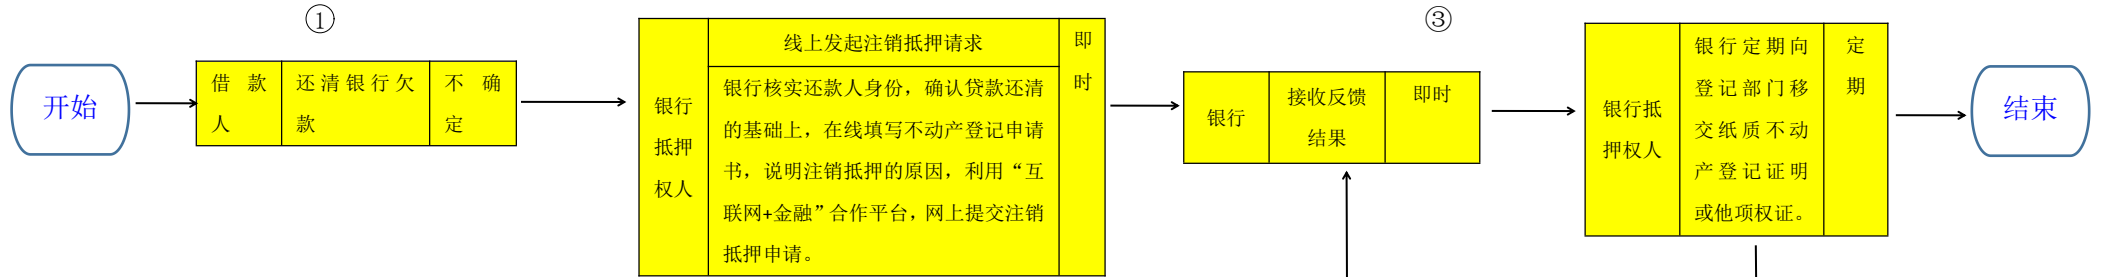 ①
③
开始
借款
人
还清银行欠
款
不确
定
银行
抵押
权人
线上发起注销抵押请求
银行核实还款人身份，确认贷款还清
的基础上，在线填写不动产登记申请
书，说明注销抵押的原因，利用“互
联网+金融”合作平台，网上提交注销
抵押申请。
即
时
银行
接收反馈
结果
即时
银行抵
押权人
银行定期向
登记部门移
交纸质不动
产登记证明
或他项权证。
定
期
结束